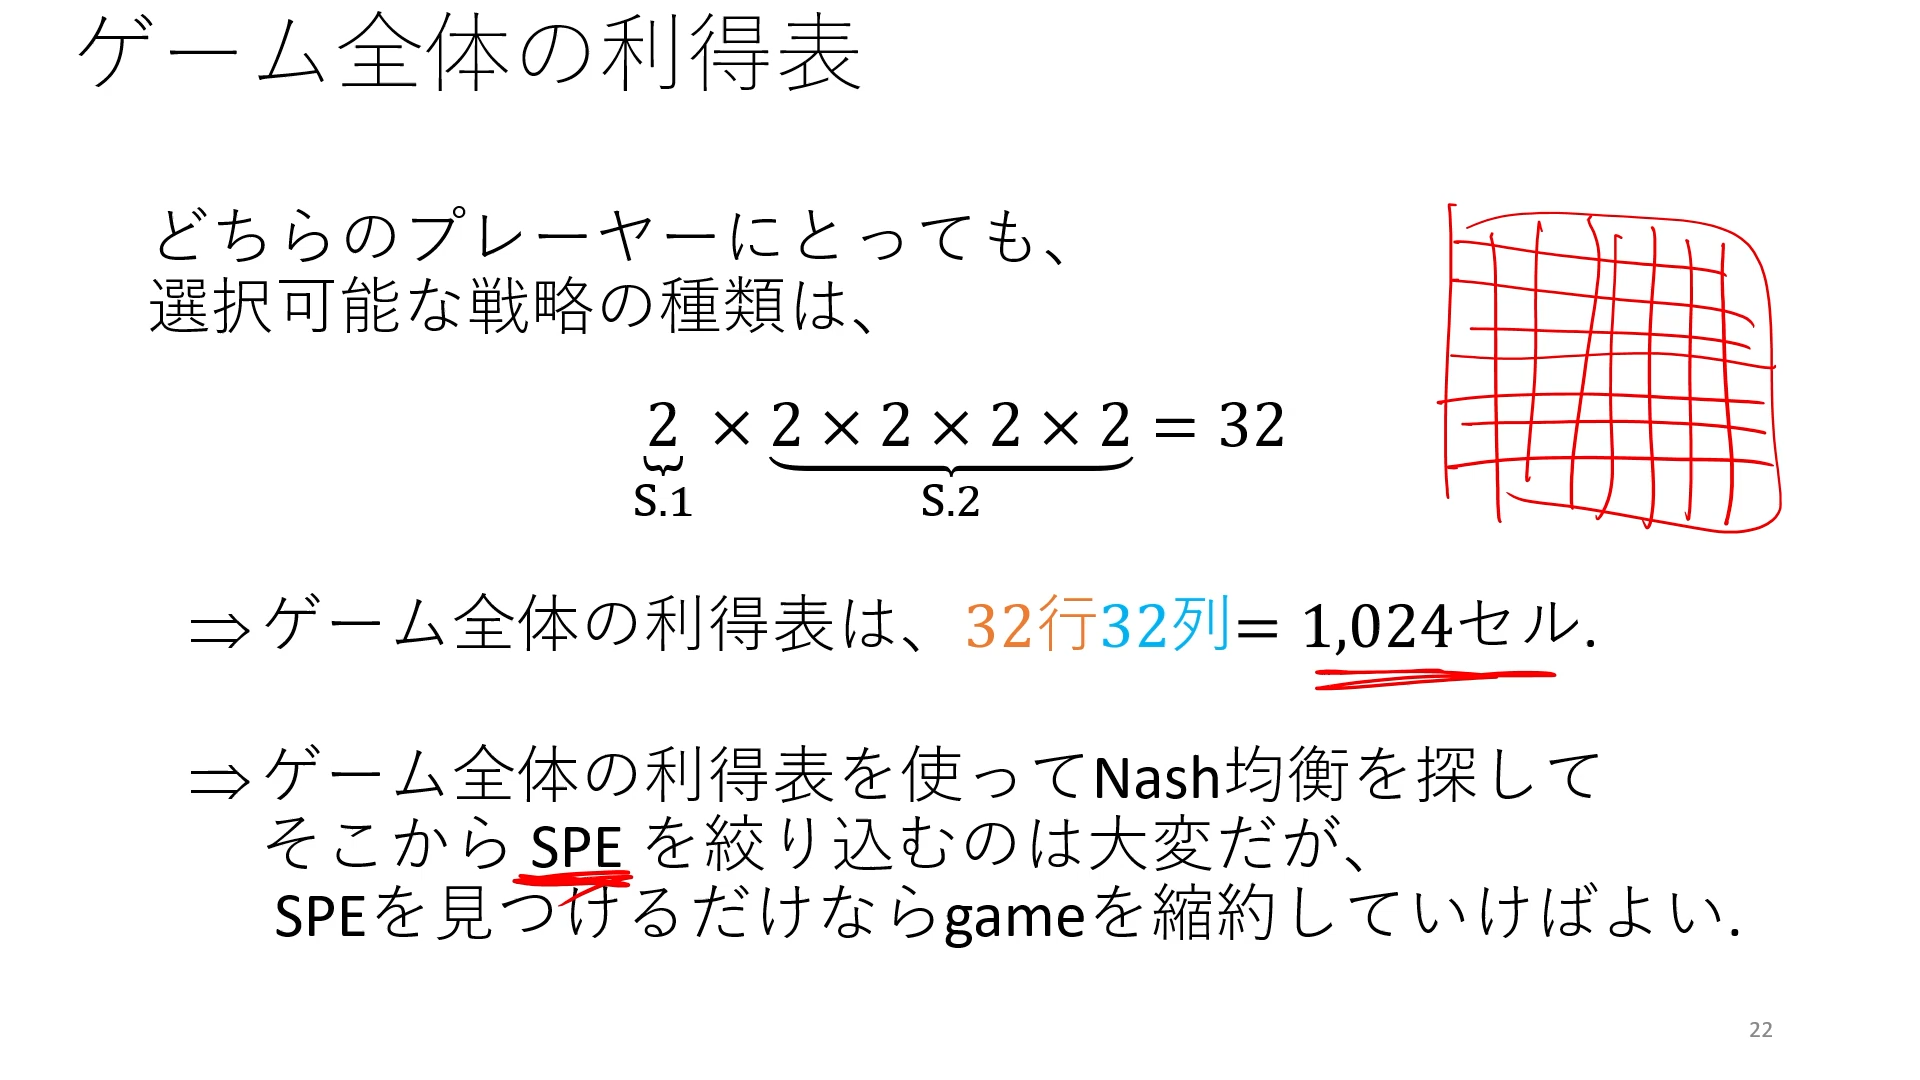 ゲーム全体の利得表
どちらのプレーヤーにとっても、
選択可能な戦略の種類は、
2 × 2 × 2 × 2 × 2 = 32
S.1 S.2
⇒ゲーム全体の利得表は、32行32列= 1,024セル.
⇒ゲーム全体の利得表を使ってNash均衡を探して
そこから SPE を絞り込むのは大変だが、
SPEを見つけるだけならgameを縮約していけばよい.
22